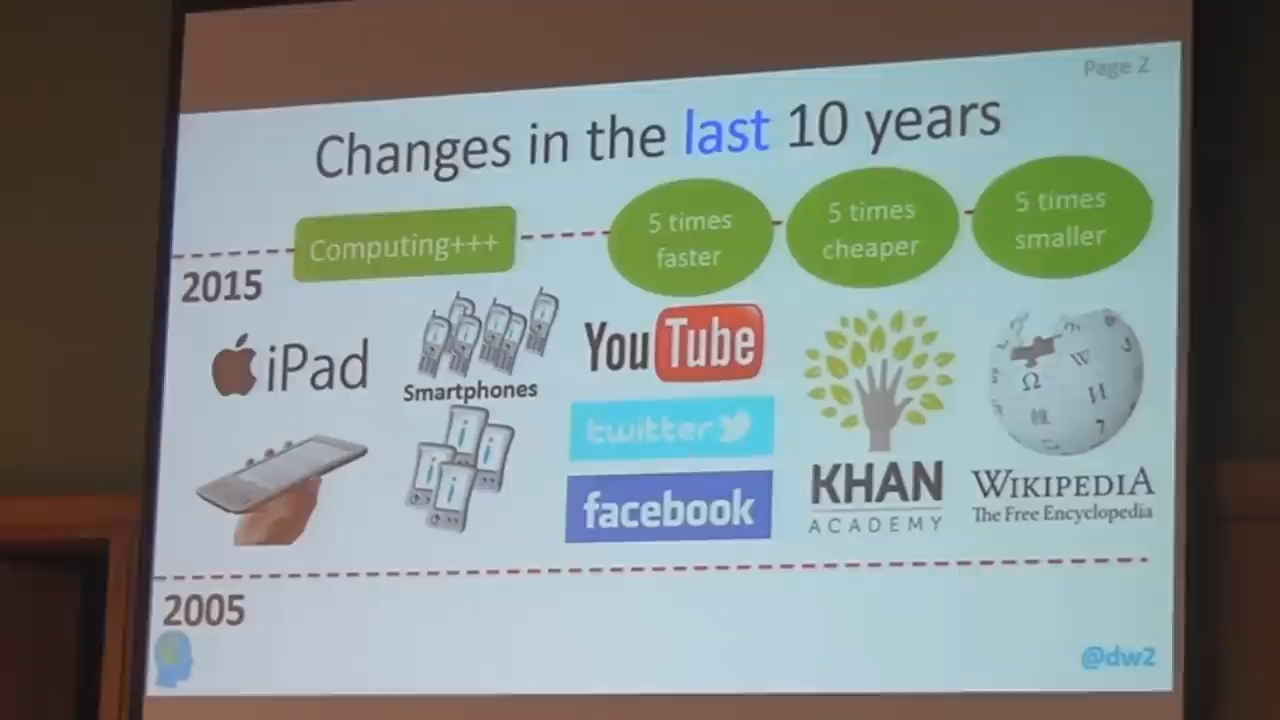 Page 2
Changes in the last 10 years
Computing+++
5 times
faster
5 times
cheaper
5 times
smaller
2015
iPad
Smartphones
YouTube
twitter
facebook
KHAN
ACADEMY
WIKIPEDIA
The Free Encyclopedia
2005
@dw2